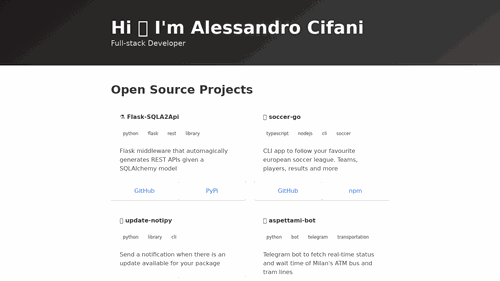 Hi I'm Alessandro Cifani
Full-stack Developer
Open Source Projects
⚗ Flask-SQLA2Api
python flask rest library
Flask middleware that automagically
generates REST APIs given a
SQLAlchemy model
GitHub PyPI
soccer-go
typescript nodejs cli soccer
CLI app to follow your favourite
european soccer league. Teams,
players, results and more
GitHub npm
update-notipy
python library cli
Send a notification when there is an
update available for your package
aspettami-bot
python bot telegram transportation
Telegram bot to fetch real-time status
and wait time of Milan's ATM bus and
tram lines